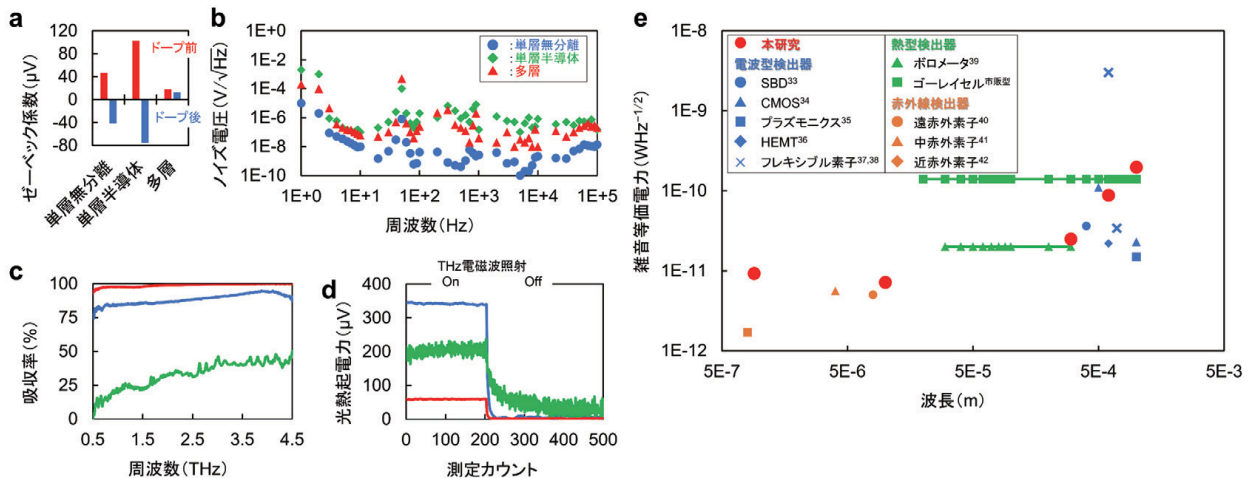 a
ゼーベック係数(μV)
120
80
40
0
-40
-80
ドープ前
ドープ後
単層無分離
単層半導体
多層
b
ノイズ電圧(V/√Hz)
1E+0
1E-2
1E-4
1E-6
1E-8
1E-10
:単層無分離
:単層半導体
:多層
1E+0
1E+1
1E+2
1E+3
1E+4
1E+5
周波数(Hz)
c
吸収率(%)
100
75
50
25
0
0.5
1.5
2.5
3.5
4.5
周波数(THz)
d
THz電磁波照射
On
Off
光熱起電力(μV)
400
300
200
100
0
0
100
200
300
400
500
測定カウント
e
雑音等価電力(WHz-1/2)
1E-8
1E-9
1E-10
1E-11
1E-12
本研究
電波型検出器
SBD33
CMOS34
プラズモニクス35
HEMT36
フレキシブル素子37,38
熱型検出器
ボロメータ39
ゴーレイセル市販型
赤外線検出器
遠赤外素子40
中赤外素子41
近赤外素子42
5E-7
5E-6
5E-5
5E-4
5E-3
波長(m)